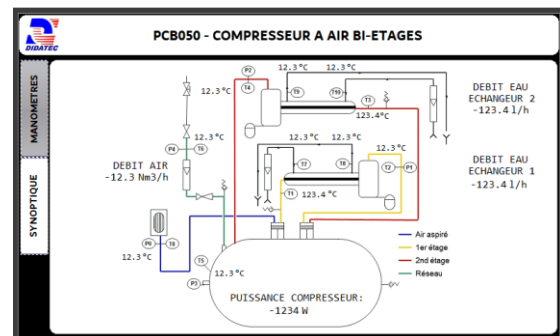 DIDATEC
PCB050 - COMPRESSEUR A AIR BI-ETAGES
MANOMETRES
SYNOPTIQUE
12.3 °C
12.3 °C
12.3 °C
P2
T4
12.3 °C
T9
T10
T3
123.4 °C
DEBIT EAU
ECHANGEUR 2
-123.4 l/h
12.3 °C
P4
T6
12.3 °C
12.3 °C
12.3 °C
DEBIT AIR
-12.3 Nm3/h
T7
T8
T2
P1
DEBIT EAU
ECHANGEUR 1
-123.4 l/h
T1
123.4 °C
P0
T0
12.3 °C
T5
12.3 °C
P3
Air aspiré
1er étage
2nd étage
Réseau
PUISSANCE COMPRESSEUR:
-1234 W